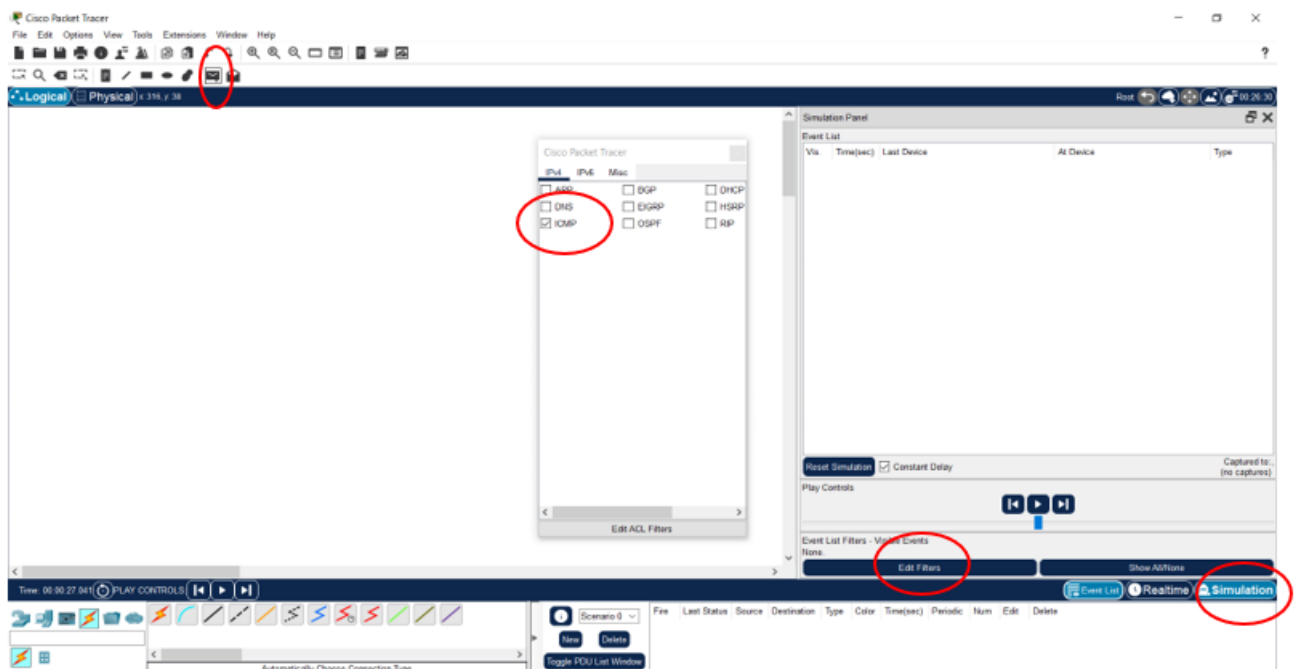 Cisco Packet Tracer
File Edit Options View Tools Extensions Window Help
?
Logical Physical x 316, y 38 Root 00:26:30
Simulation Panel
Event List
Vis. Time(sec) Last Device At Device Type
Cisco Packet Tracer
IPv4 IPv6 Misc
ARP BGP DHCP
DNS EIGRP HSRP
ICMP OSPF RIP
Edit ACL Filters
Reset Simulation Constant Delay Captured to:
(no captures)
Play Controls
Event List Filters - Visible Events
None
Edit Filters Show All/None
Time: 00:00:27.041 PLAY CONTROLS Event List Realtime Simulation
Scenario 0 Fire Last Status Source Destination Type Color Time(sec) Periodic Num Edit Delete
New Delete
Toggle PDU List Window
Automatically Choose Connection Type